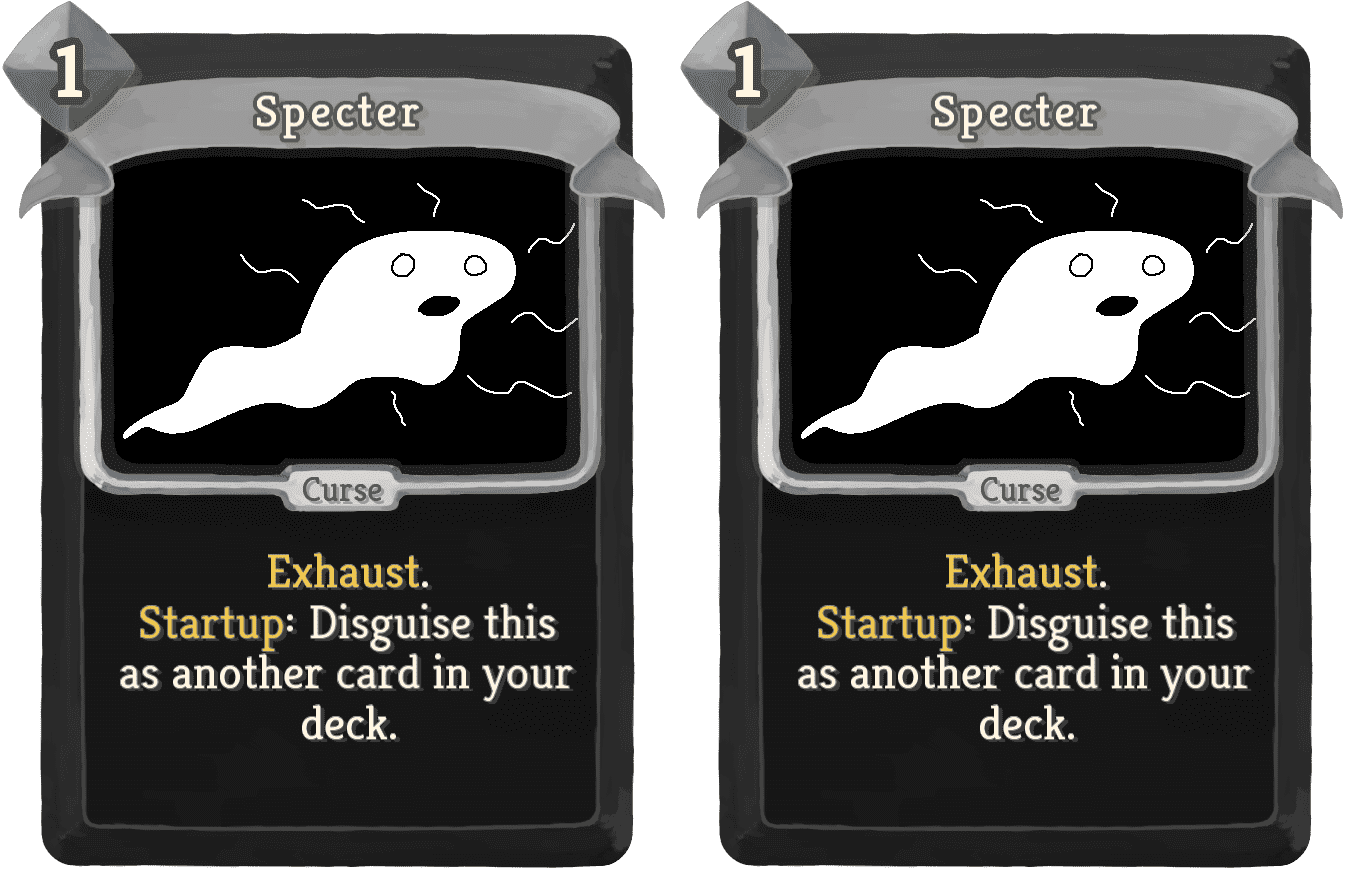 1
Specter
Curse
Exhaust.
Startup: Disguise this
as another card in your
deck.
1
Specter
Curse
Exhaust.
Startup: Disguise this
as another card in your
deck.